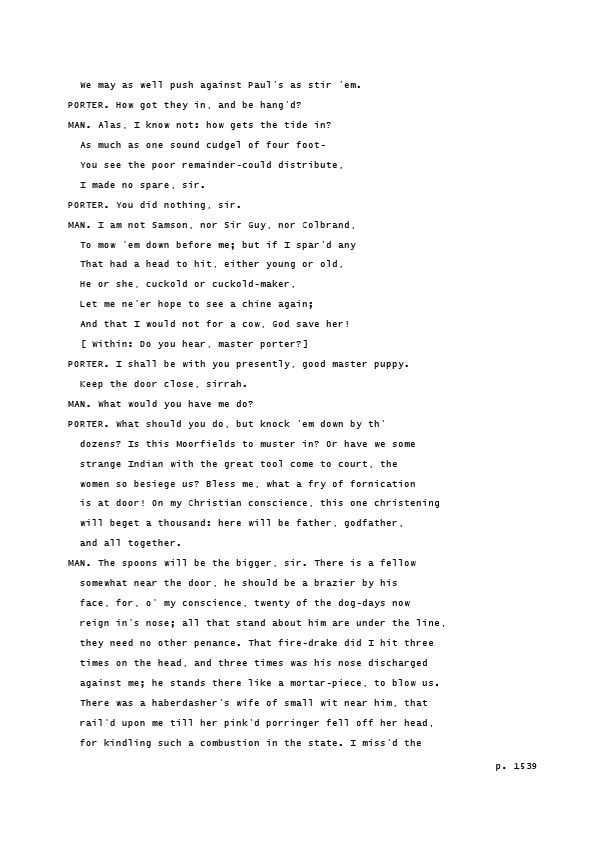 We may as well push against Paul's as stir 'em.
PORTER. How got they in, and be hang'd?
MAN. Alas, I know not: how gets the tide in?
As much as one sound cudgel of four foot-
You see the poor remainder-could distribute,
I made no spare, sir.
PORTER. You did nothing, sir.
MAN. I am not Samson, nor Sir Guy, nor Colbrand,
To mow 'em down before me; but if I spar'd any
That had a head to hit, either young or old,
He or she, cuckold or cuckold-maker,
Let me ne'er hope to see a chine again;
And that I would not for a cow, God save her!
[ Within: Do you hear, master porter?]
PORTER. I shall be with you presently, good master puppy.
Keep the door close, sirrah.
MAN. What would you have me do?
PORTER. What should you do, but knock 'em down by th'
dozens? Is this Moorfields to muster in? Or have we some
strange Indian with the great tool come to court, the
women so besiege us? Bless me, what a fry of fornication
is at door! On my Christian conscience, this one christening
will beget a thousand: here will be father, godfather,
and all together.
MAN. The spoons will be the bigger, sir. There is a fellow
somewhat near the door, he should be a brazier by his
face, for, o' my conscience, twenty of the dog-days now
reign in's nose; all that stand about him are under the line,
they need no other penance. That fire-drake did I hit three
times on the head, and three times was his nose discharged
against me; he stands there like a mortar-piece, to blow us.
There was a haberdasher's wife of small wit near him, that
rail'd upon me till her pink'd porringer fell off her head,
for kindling such a combustion in the state. I miss'd the
p. 1539